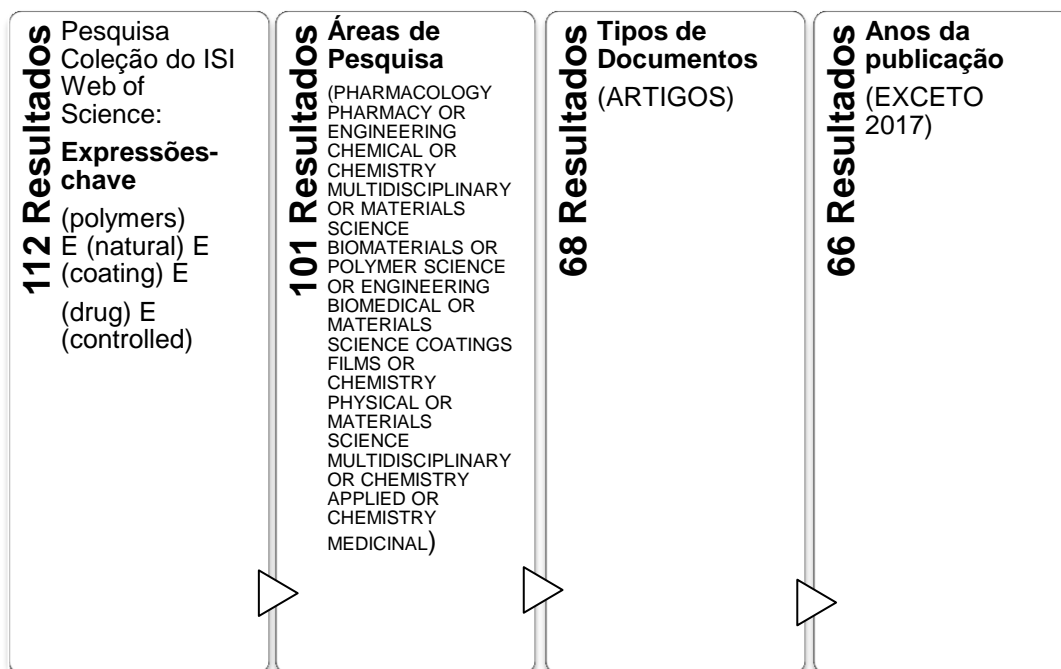 112 Resultados
Pesquisa
Coleção do ISI
Web of
Science:
Expressões-
chave
(polymers)
E (natural) E
(coating) E
(drug) E
(controlled)
101 Resultados
Áreas de
Pesquisa
(PHARMACOLOGY
PHARMACY OR
ENGINEERING
CHEMICAL OR
CHEMISTRY
MULTIDISCIPLINARY
OR MATERIALS
SCIENCE
BIOMATERIALS OR
POLYMER SCIENCE
OR ENGINEERING
BIOMEDICAL OR
MATERIALS
SCIENCE COATINGS
FILMS OR
CHEMISTRY
PHYSICAL OR
MATERIALS
SCIENCE
MULTIDISCIPLINARY
OR CHEMISTRY
APPLIED OR
CHEMISTRY
MEDICINAL)
68 Resultados
Tipos de
Documentos
(ARTIGOS)
66 Resultados
Anos da
publicação
(EXCETO
2017)